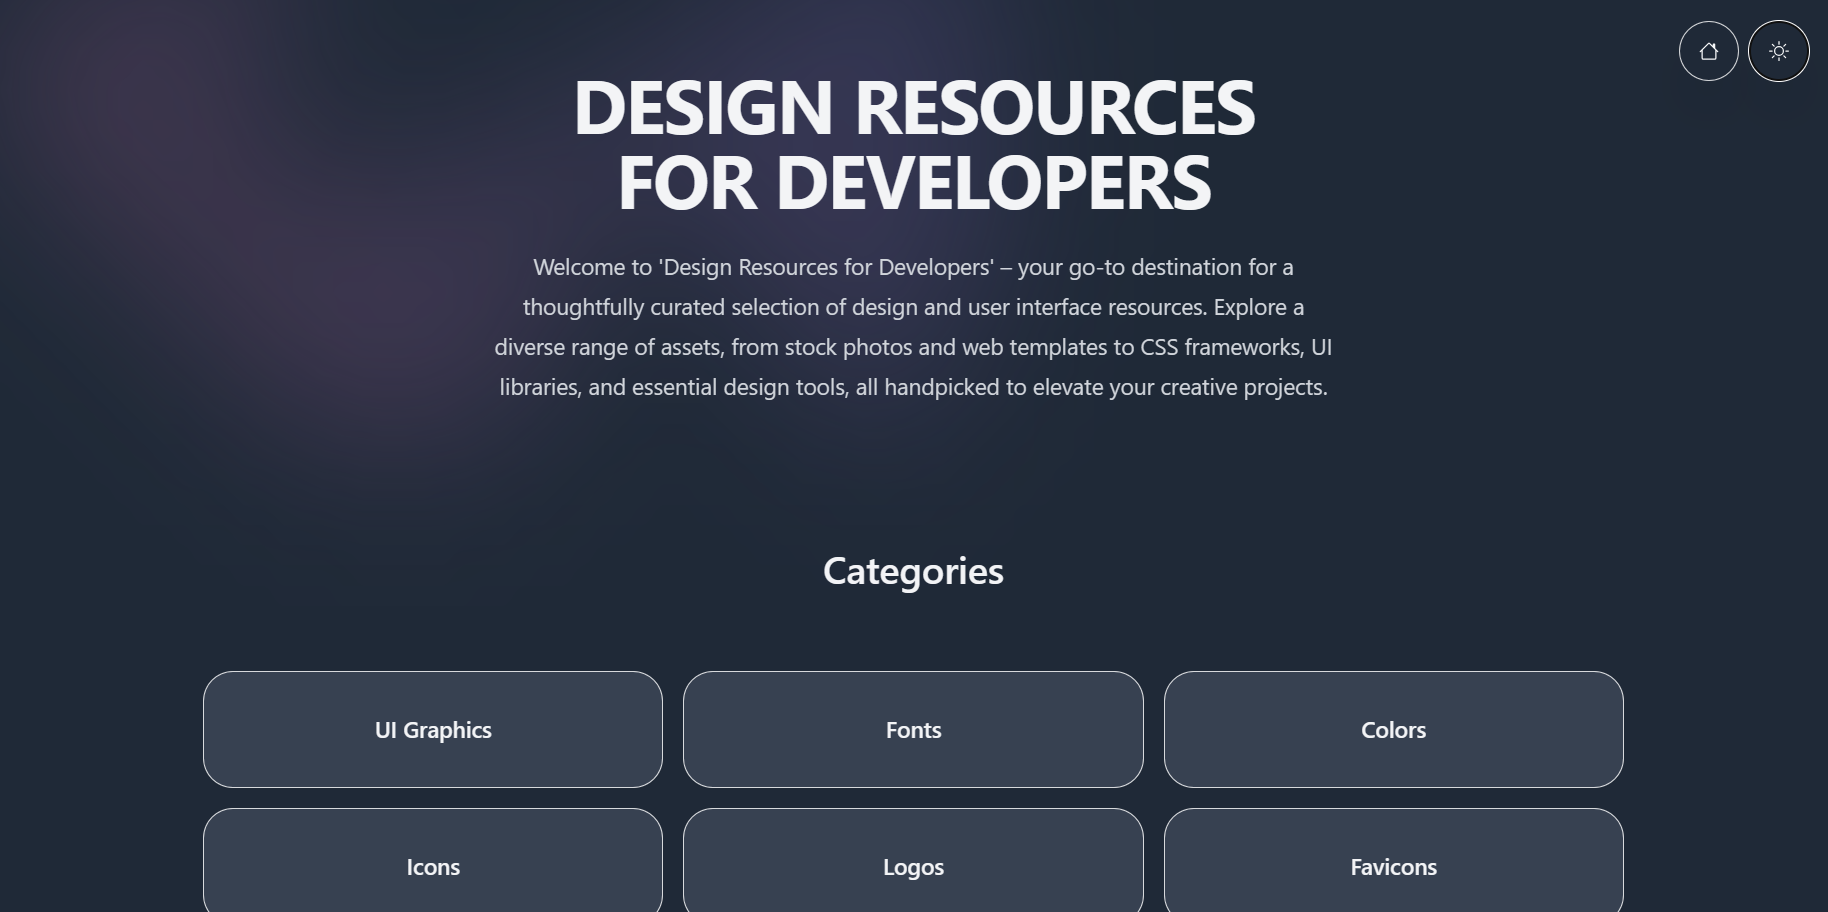 DESIGN RESOURCES
FOR DEVELOPERS
Welcome to 'Design Resources for Developers' – your go-to destination for a
thoughtfully curated selection of design and user interface resources. Explore a
diverse range of assets, from stock photos and web templates to CSS frameworks, UI
libraries, and essential design tools, all handpicked to elevate your creative projects.
Categories
UI Graphics
Fonts
Colors
Icons
Logos
Favicons